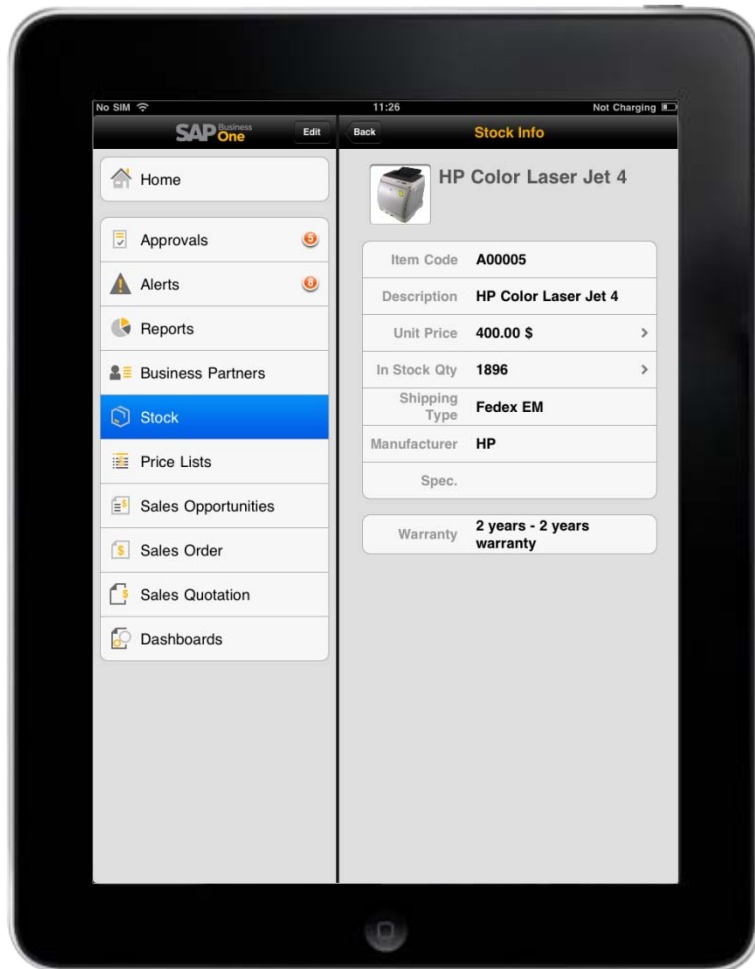 No SIM
11:26
Not Charging
SAP Business One
Edit
Back
Stock Info
Home
Approvals
5
Alerts
Reports
Business Partners
Stock
Price Lists
Sales Opportunities
Sales Order
Sales Quotation
Dashboards
HP Color Laser Jet 4
Item Code A00005
Description HP Color Laser Jet 4
Unit Price 400.00 $
In Stock Qty 1896
Shipping
Type
Fedex EM
Manufacturer HP
Spec.
Warranty
2 years - 2 years
warranty